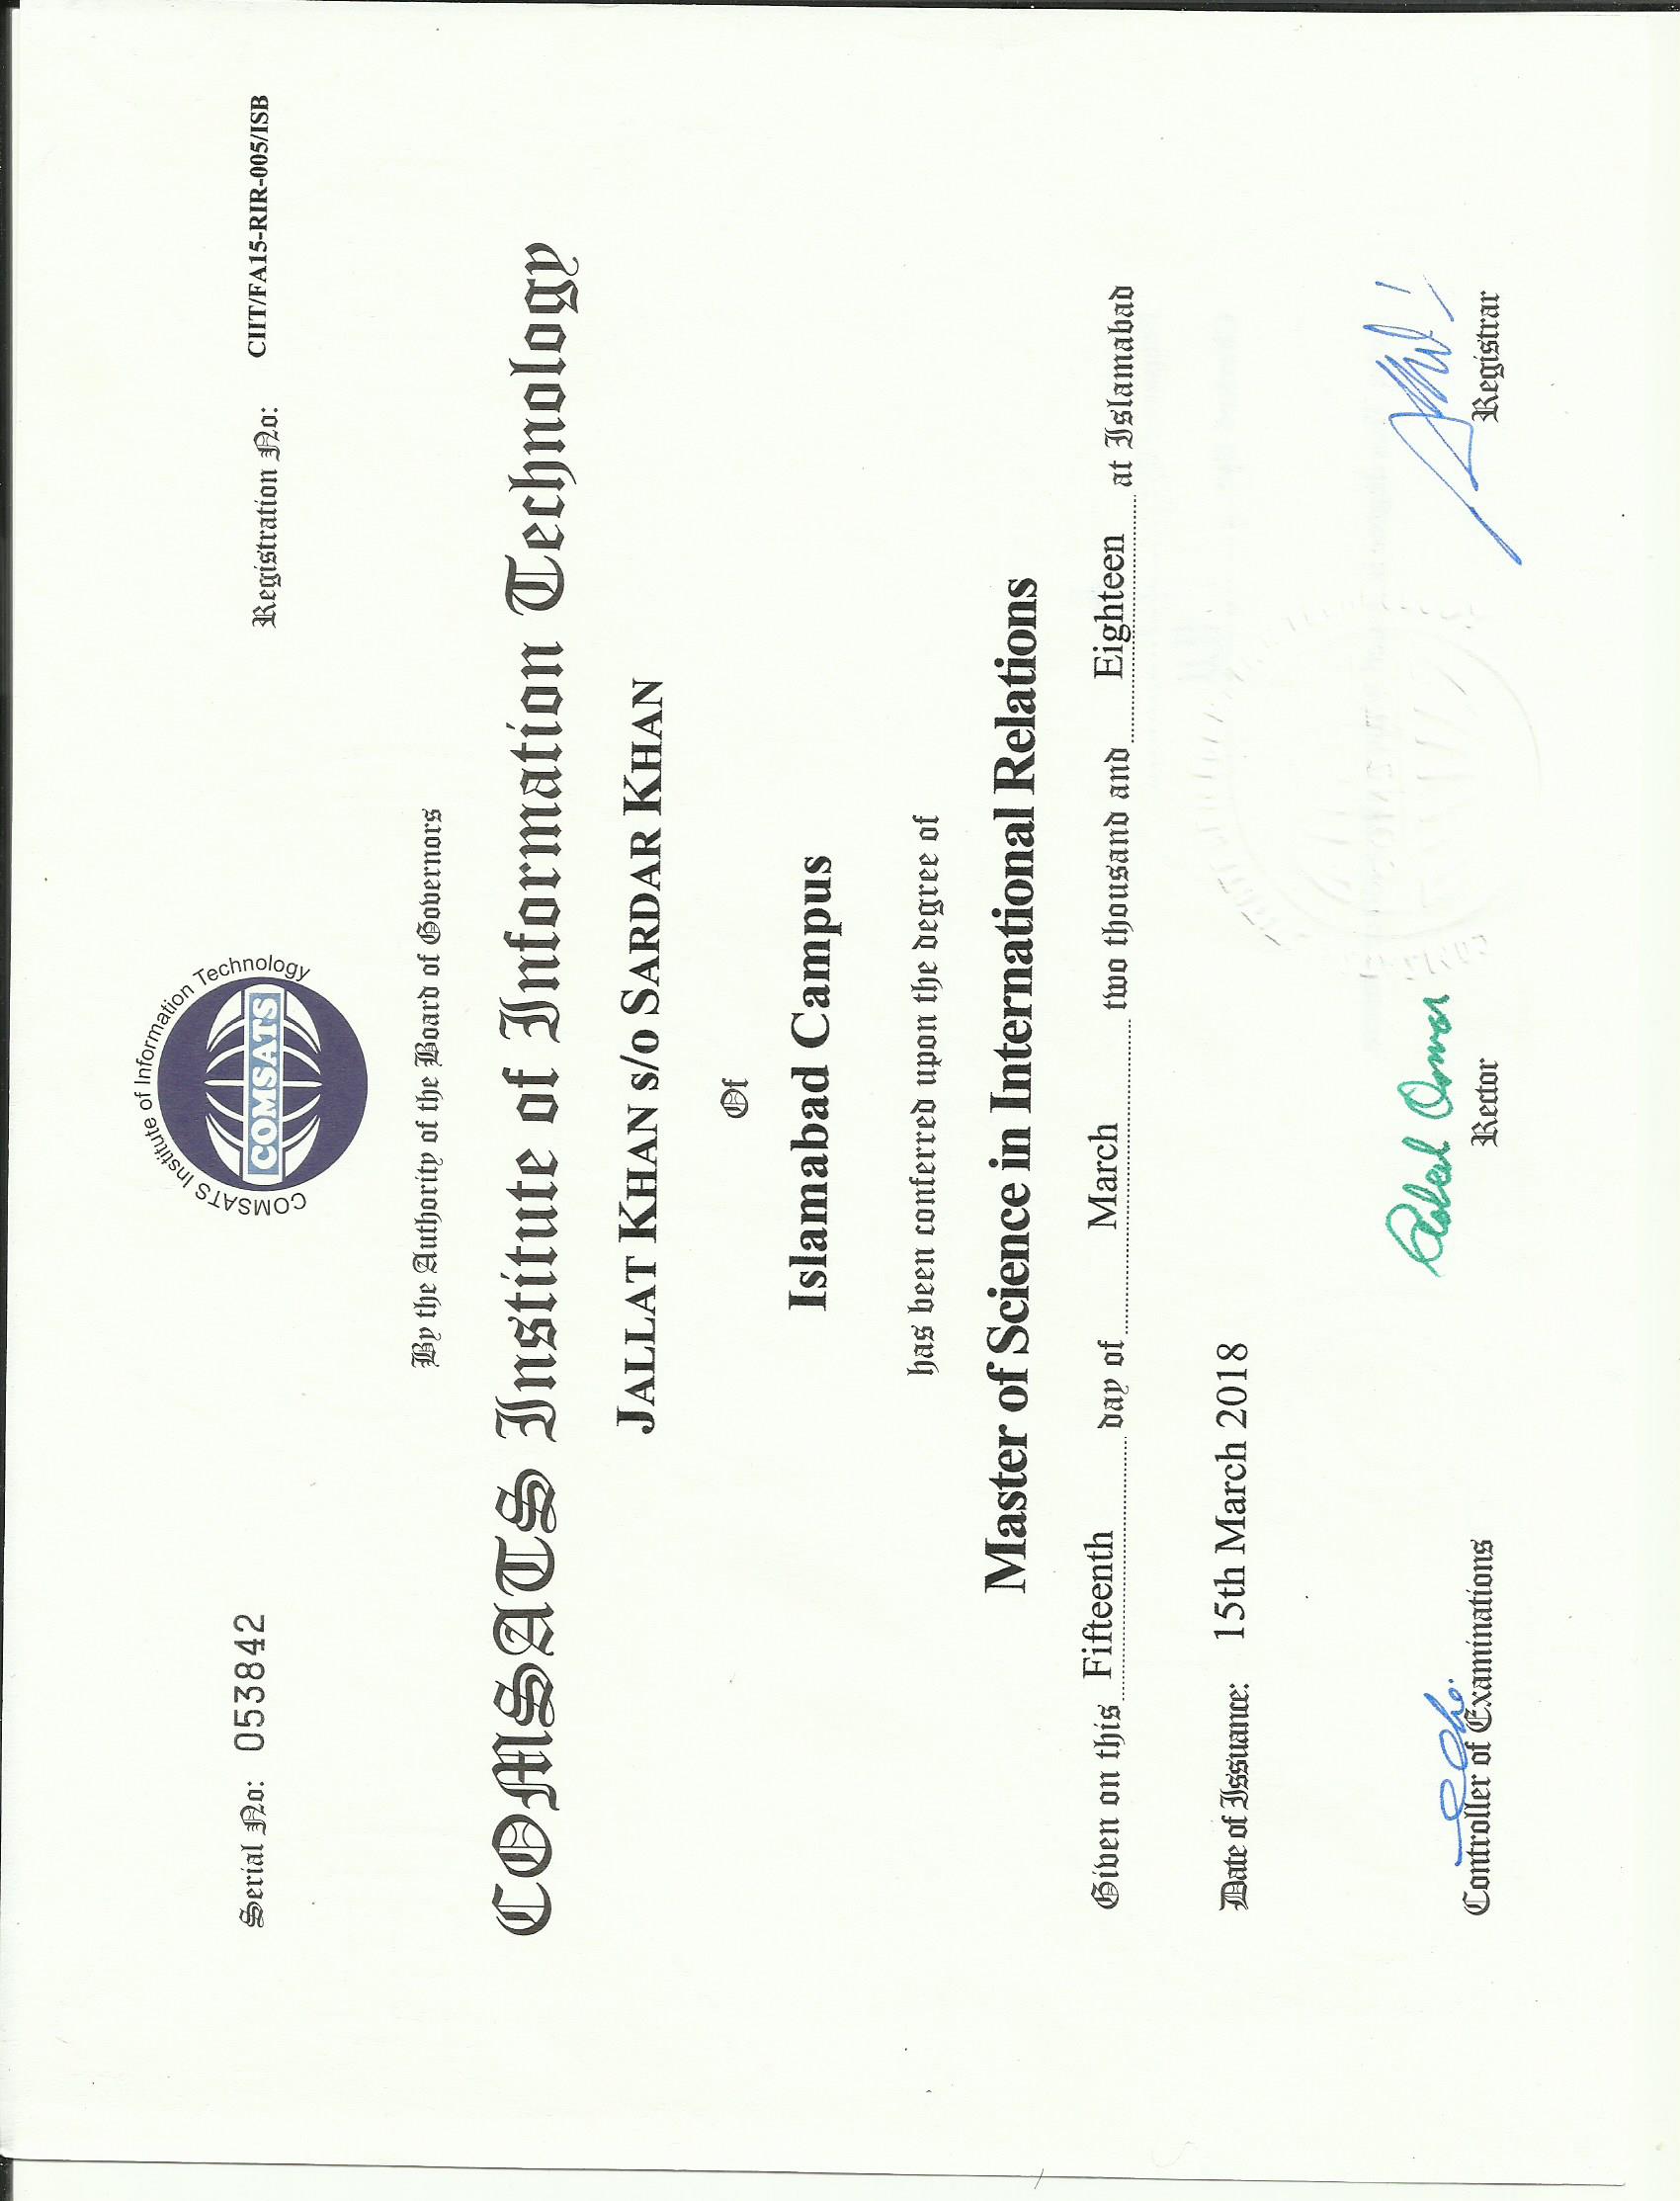 COMSATS Institute of Information Technology
COMSATS
Serial No: 053842
Registration No: CIIT/FA15-RIR-005/ISB
By the Authority of the Board of Governors
COMSATS Institute of Information Technology
JALLAT KHAN s/o SARDAR KHAN
Of
Islamabad Campus
has been conferred upon the degree of
Master of Science in International Relations
Given on this Fifteenth day of March two thousand and Eighteen at Islamabad
Date of Issuance: 15th March 2018
Controller of Examinations
Rector
Registrar